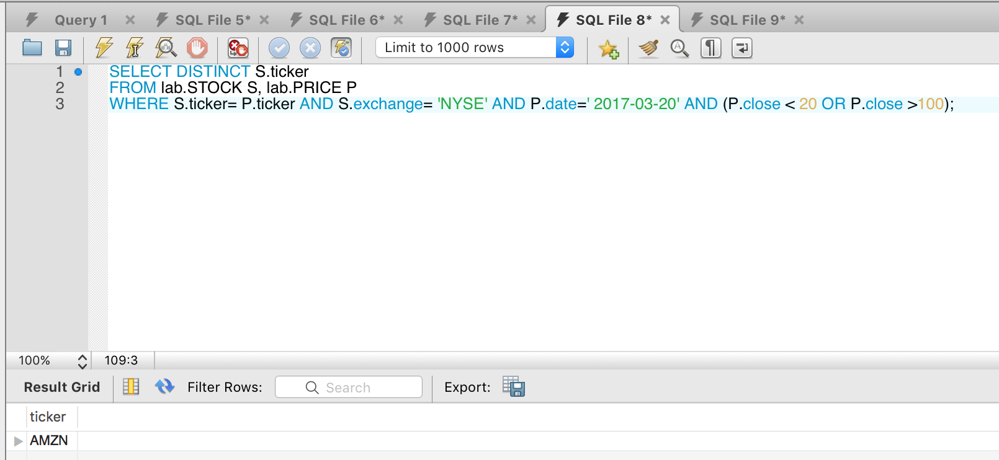 Query 1 SQL File 5* SQL File 6* SQL File 7* SQL File 8* SQL File 9*
Limit to 1000 rows
1 SELECT DISTINCT S.ticker
2 FROM lab.STOCK S, lab.PRICE P
3 WHERE S.ticker= P.ticker AND S.exchange= 'NYSE' AND P.date=' 2017-03-20' AND (P.close < 20 OR P.close >100);
100% 109:3
Result Grid Filter Rows: Search Export:
ticker
AMZN